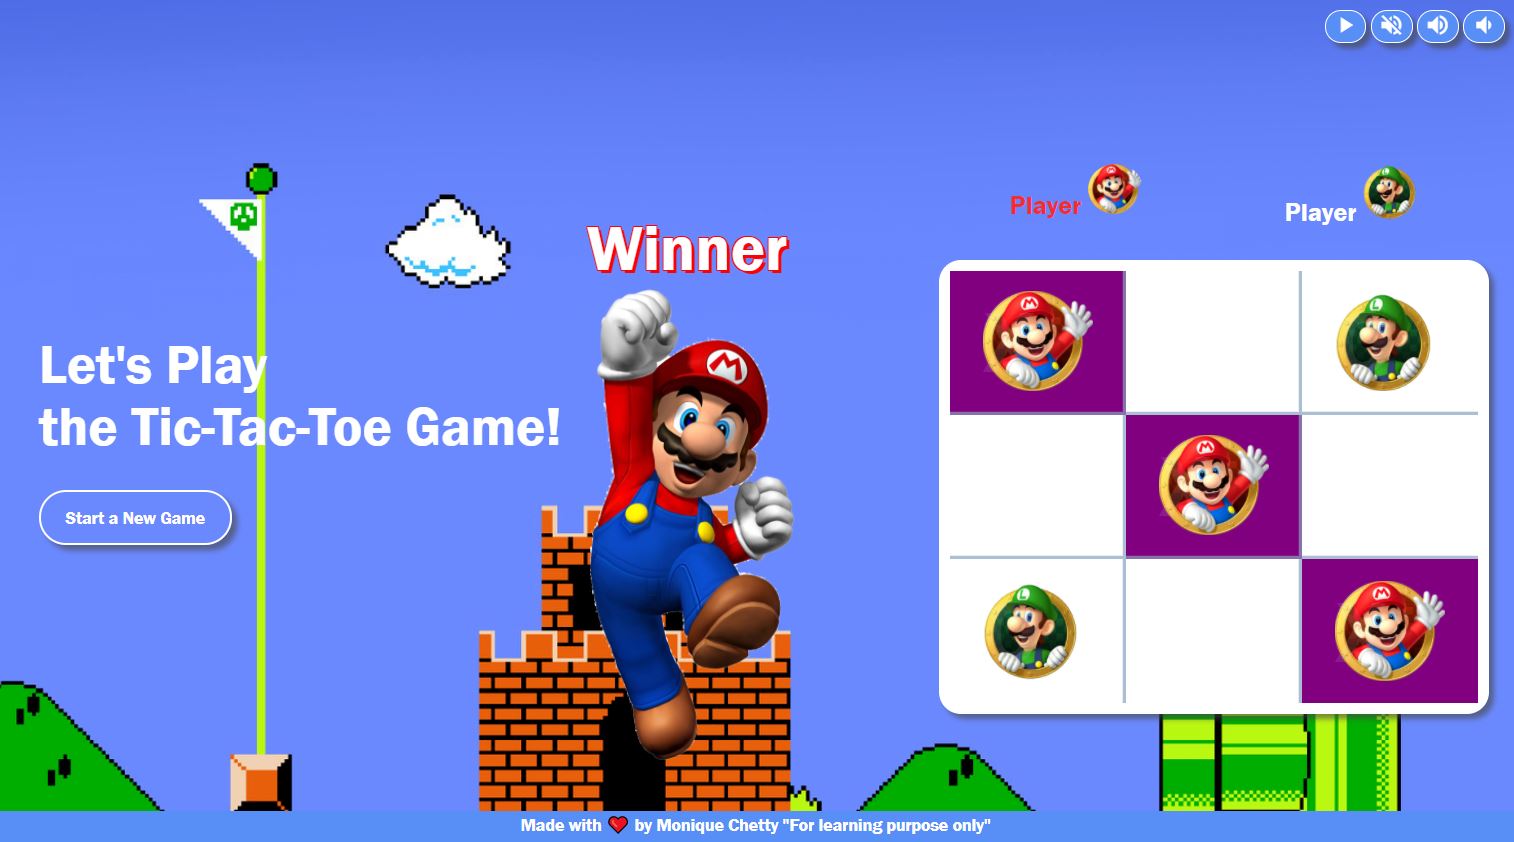 Player
Player
Winner
Let's Play
the Tic-Tac-Toe Game!
Start a New Game
Made with ❤ by Monique Chetty "For learning purpose only"